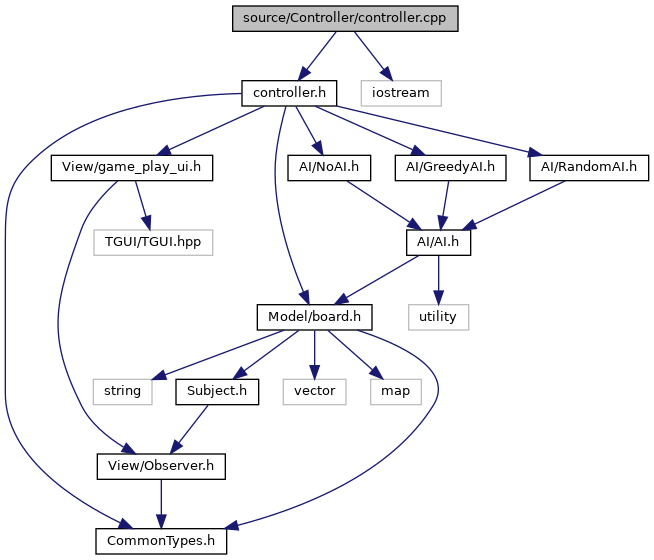 source/Controller/controller.cpp
controller.h
iostream
View/game_play_ui.h
AI/NoAI.h
AI/GreedyAI.h
AI/RandomAI.h
TGUI/TGUI.hpp
AI/AI.h
Model/board.h
utility
string
Subject.h
vector
map
View/Observer.h
CommonTypes.h